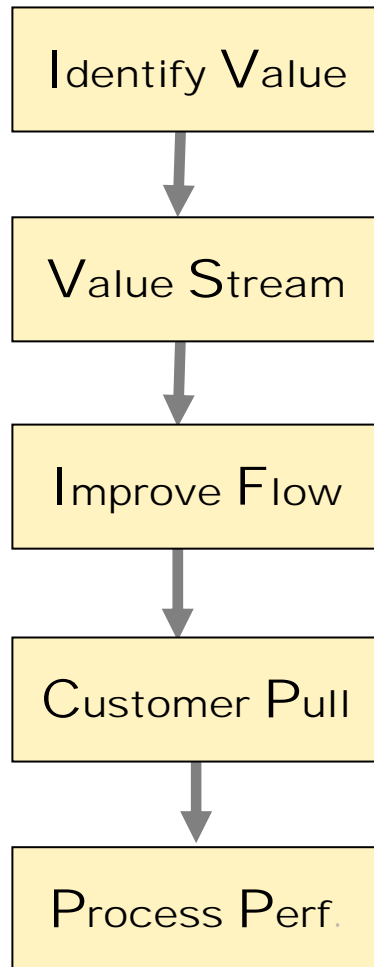 Identify Value
Value Stream
Improve Flow
Customer Pull
Process Perf.